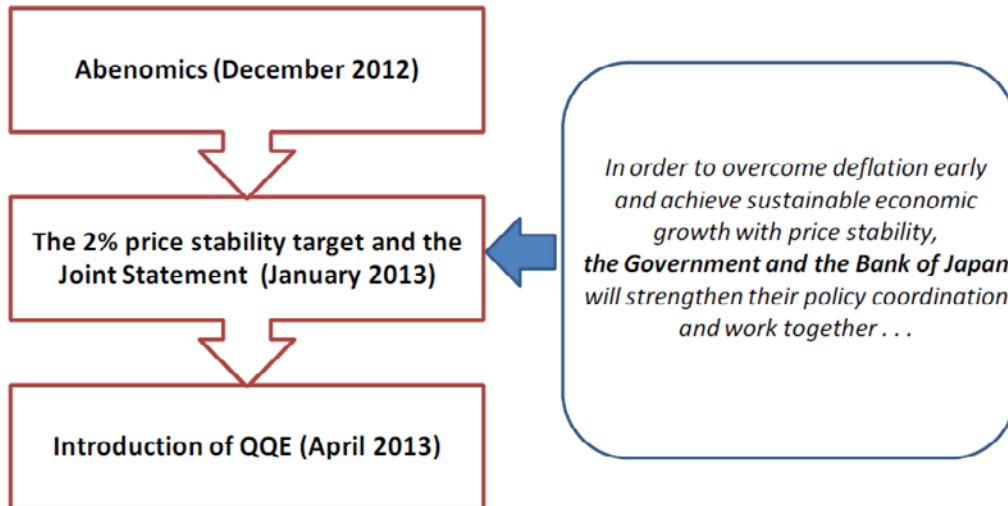 Abenomics (December 2012)
The 2% price stability target and the
Joint Statement (January 2013)
Introduction of QQE (April 2013)
In order to overcome deflation early
and achieve sustainable economic
growth with price stability,
the Government and the Bank of Japan
will strengthen their policy coordination
and work together . . .